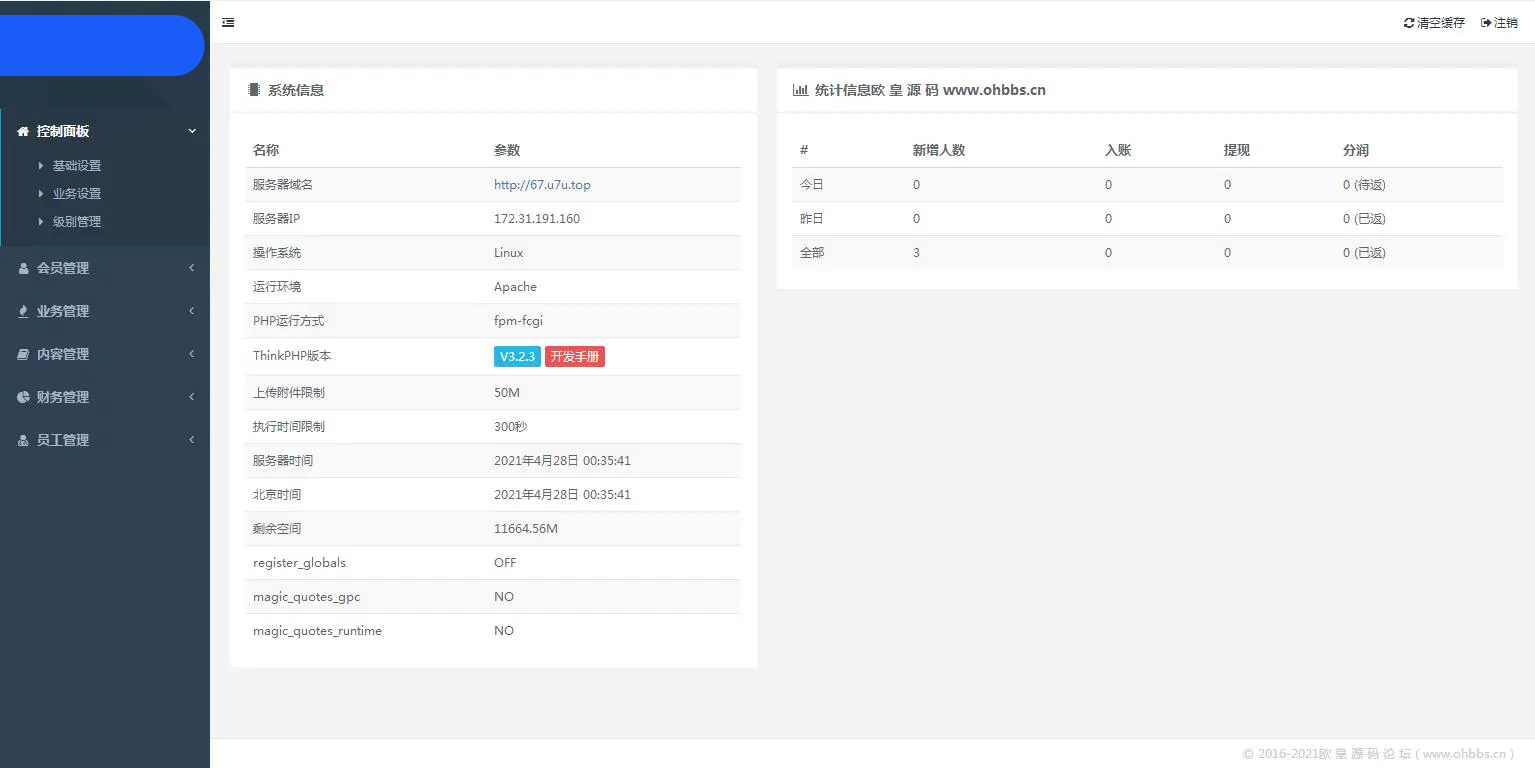 清空缓存 注销
控制面板
基础设置
业务设置
级别管理
会员管理
业务管理
内容管理
财务管理
员工管理
系统信息
名称 参数
服务器域名 http://67.u7u.top
服务器IP 172.31.191.160
操作系统 Linux
运行环境 Apache
PHP运行方式 fpm-fcgi
ThinkPHP版本 V3.2.3 开发手册
上传附件限制 50M
执行时间限制 300秒
服务器时间 2021年4月28日 00:35:41
北京时间 2021年4月28日 00:35:41
剩余空间 11664.56M
register_globals OFF
magic_quotes_gpc NO
magic_quotes_runtime NO
统计信息欧 皇 源 码 www.ohbbs.cn
# 新增人数 入账 提现 分润
今日 0 0 0 0 (待返)
昨日 0 0 0 0 (已返)
全部 3 0 0 0 (已返)
© 2016-2021欧 皇 源 码 论 坛 ( www.ohbbs.cn )